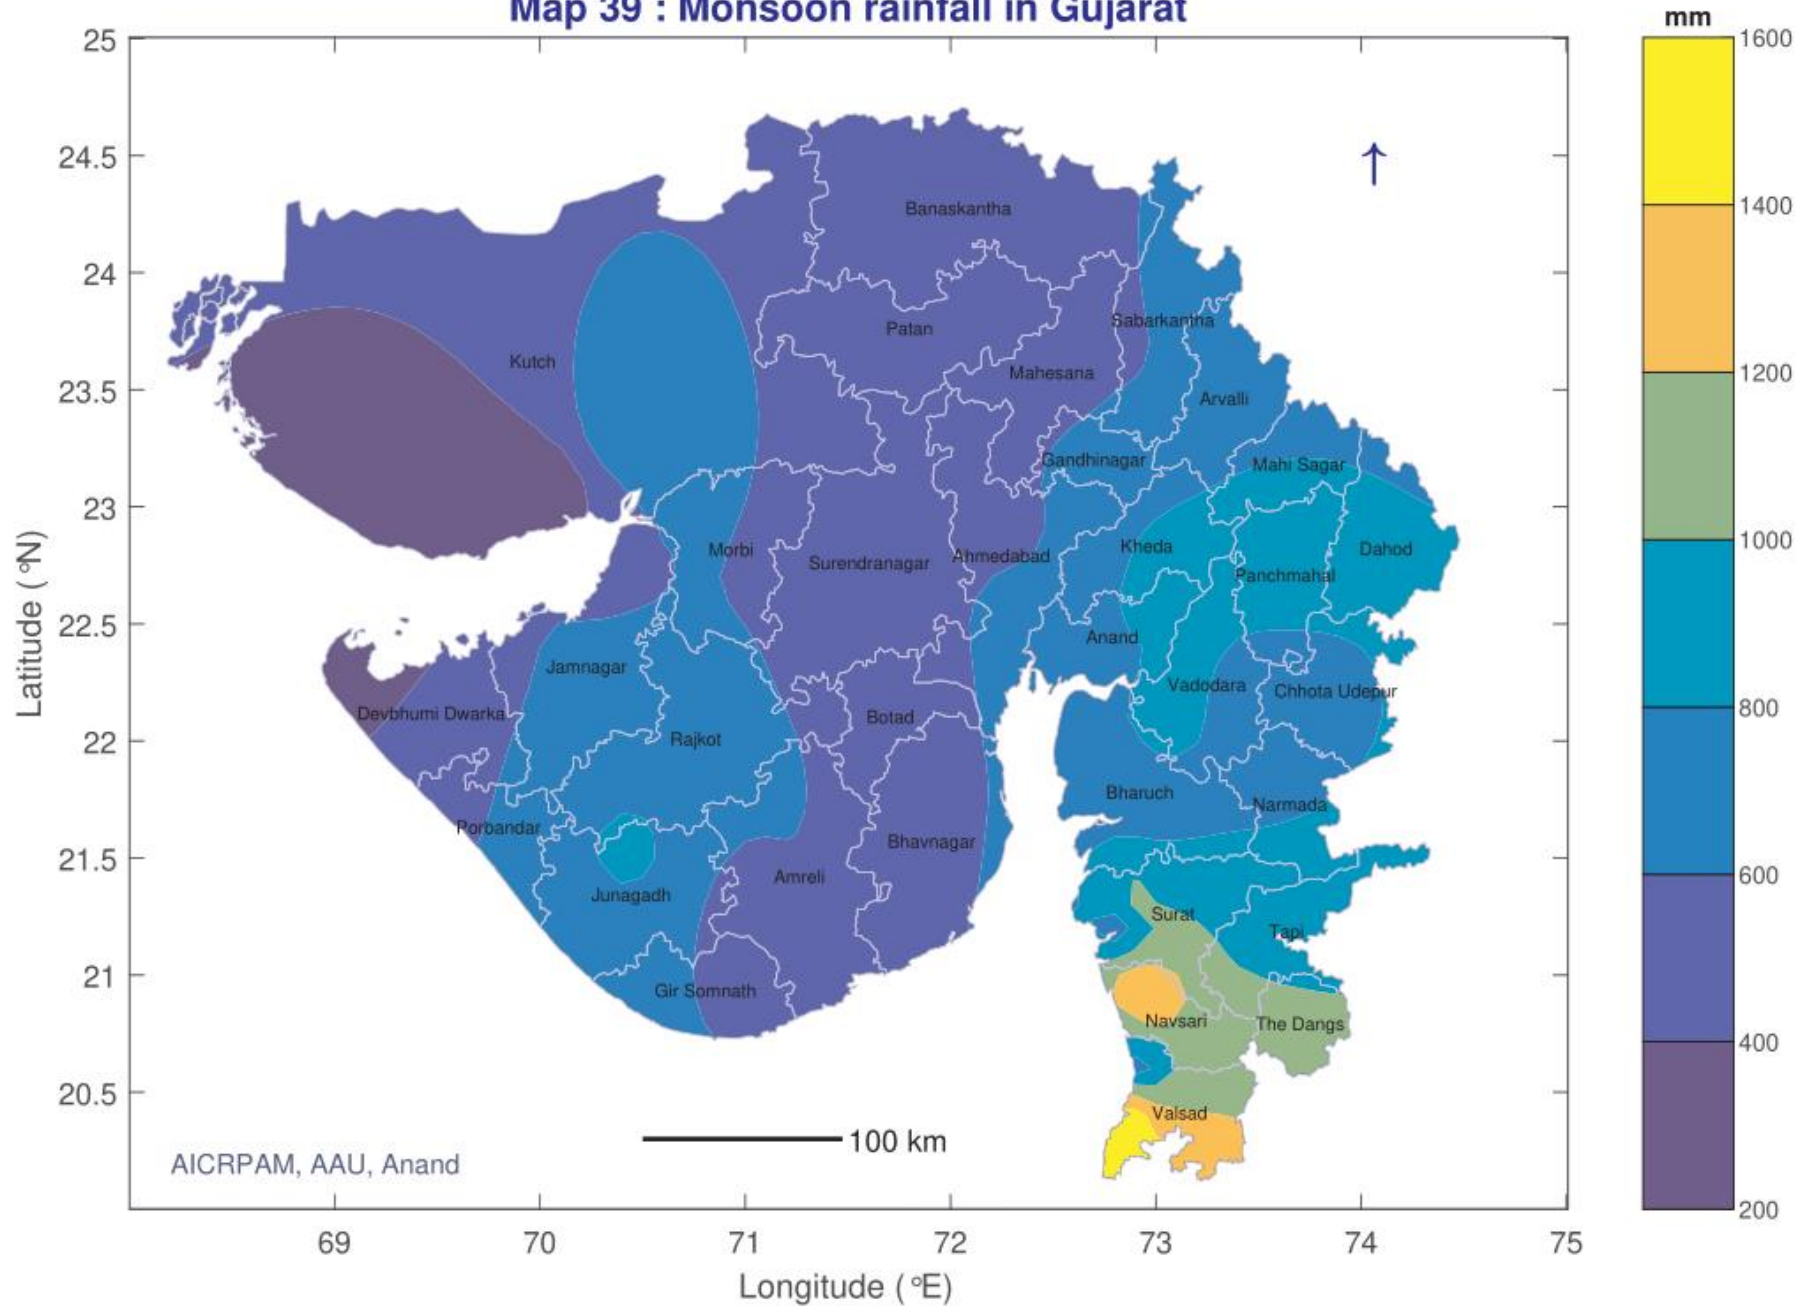 Map 39 : Monsoon rainfall in Gujarat
mm
25
24.5
24
23.5
23
22.5
22
21.5
21
20.5
Latitude (°N)
69
70
71
72
73
74
75
Longitude (°E)
1600
1400
1200
1000
800
600
400
200
Banaskantha
Patan
Sabarkantha
Kutch
Mahesana
Arvalli
Gandhinagar
Mahi Sagar
Morbi
Surendranagar
Ahmedabad
Kheda
Panchmahal
Dahod
Jamnagar
Anand
Devbhumi Dwarka
Rajkot
Botad
Vadodara
Chhota Udepur
Porbandar
Bhavnagar
Bharuch
Narmada
Junagadh
Amreli
Surat
Tapi
Gir Somnath
Navsari
The Dangs
Valsad
100 km
AICRPAM, AAU, Anand